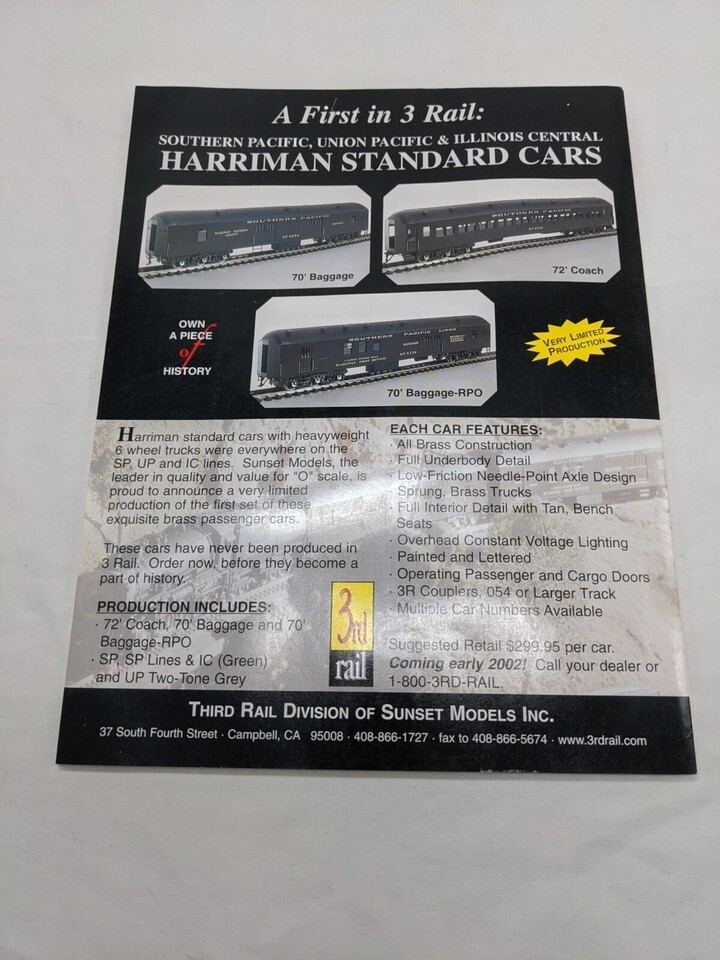 A First in 3 Rail:
SOUTHERN PACIFIC, UNION PACIFIC & ILLINOIS CENTRAL
HARRIMAN STANDARD CARS
SOUTHERN PACIFIC
70' Baggage
SOUTHERN PACIFIC
72' Coach
OWN
A PIECE
of
HISTORY
SOUTHERN PACIFIC LINES
70' Baggage-RPO
VERY LIMITED
PRODUCTION
Harriman standard cars with heavyweight
6 wheel trucks were everywhere on the
SP, UP and IC lines. Sunset Models, the
leader in quality and value for "O" scale, is
proud to announce a very limited
production of the first set of these
exquisite brass passenger cars.
These cars have never been produced in
3 Rail. Order now, before they become a
part of history.
PRODUCTION INCLUDES:
· 72' Coach, 70' Baggage and 70'
Baggage-RPO
· SP, SP Lines & IC (Green)
and UP Two-Tone Grey
3rd
rail
EACH CAR FEATURES:
· All Brass Construction
· Full Underbody Detail
· Low-Friction Needle-Point Axle Design
Sprung, Brass Trucks
· Full Interior Detail with Tan, Bench
Seats
· Overhead Constant Voltage Lighting
· Painted and Lettered
· Operating Passenger and Cargo Doors
· 3R Couplers, 054 or Larger Track
· Multiple Car Numbers Available
Suggested Retail $299.95 per car.
Coming early 2002! Call your dealer or
1-800-3RD-RAIL.
THIRD RAIL DIVISION OF SUNSET MODELS INC.
37 South Fourth Street · Campbell, CA 95008 · 408-866-1727 · fax to 408-866-5674 · www.3rdrail.com